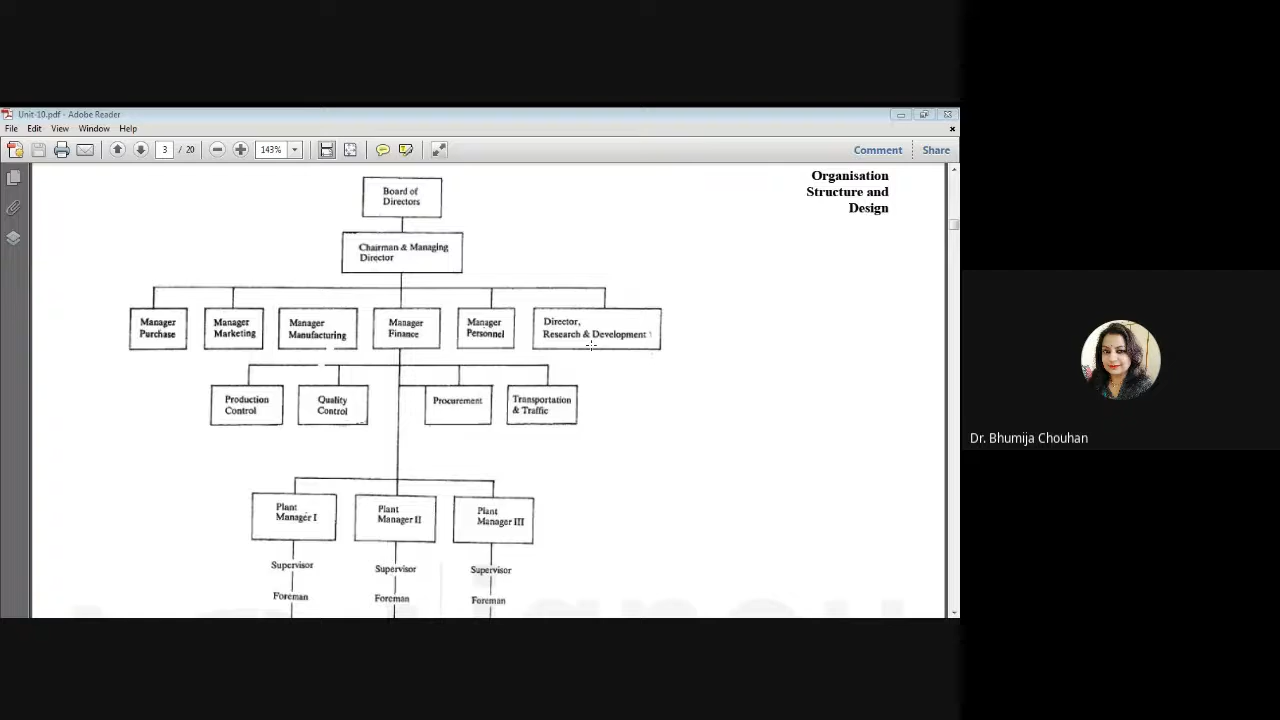 Unit-10.pdf - Adobe Reader
File Edit View Window Help
3 / 20
143%
Comment Share
Organisation
Structure and
Design
Board of
Directors
Chairman & Managing
Director
Manager
Purchase
Manager
Marketing
Manager
Manufacturing
Manager
Finance
Manager
Personnel
Director,
Research & Development
Production
Control
Quality
Control
Procurement
Transportation
& Traffic
Plant
Manager I
Plant
Manager II
Plant
Manager III
Supervisor
Supervisor
Supervisor
Foreman
Foreman
Foreman
Dr. Bhumija Chouhan